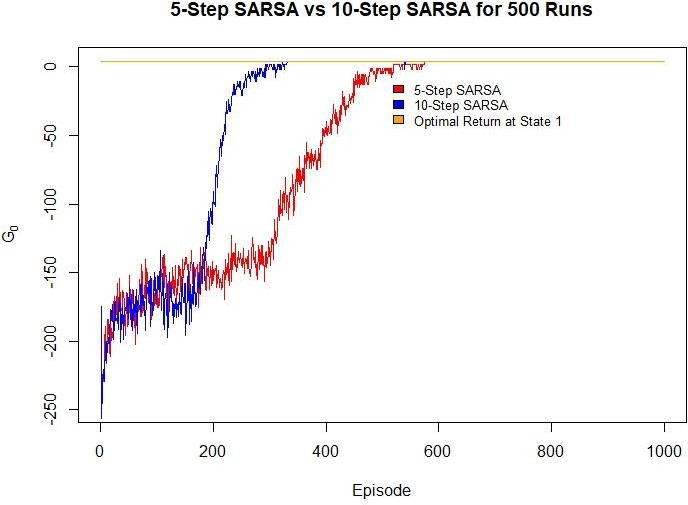 5-Step SARSA vs 10-Step SARSA for 500 Runs
G0
0
-50
-100
-150
-200
-250
5-Step SARSA
10-Step SARSA
Optimal Return at State 1
0 200 400 600 800 1000
Episode